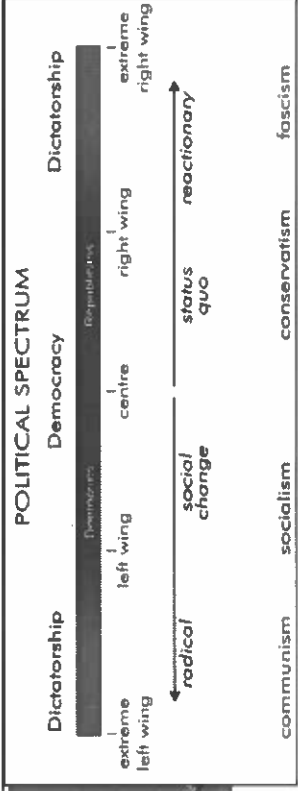 POLITICAL SPECTRUM
Dictatorship Democracy Dictatorship
Democrats Republicans
extreme left wing centre right wing extreme
left wing right wing
radical social status reactionary
change quo
communism socialism conservatism fascism